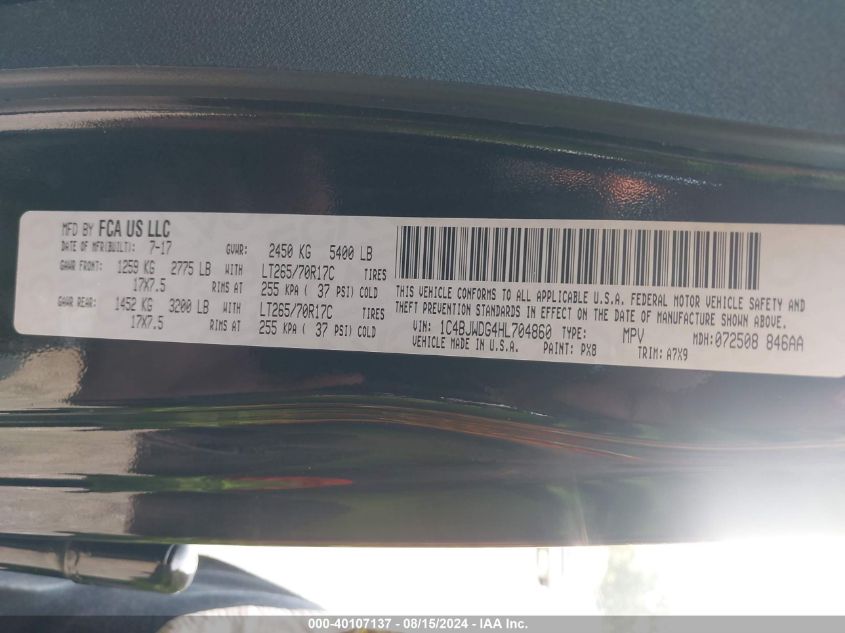 MFD BY FCA US LLC
DATE OF MFR(BUILT): 7-17 GVWR: 2450 KG 5400 LB
GAWR FRONT: 1259 KG 2775 LB WITH LT265/70R17C TIRES
17X7.5 RIMS AT 255 KPA ( 37 PSI) COLD
GAWR REAR: 1452 KG 3200 LB WITH LT265/70R17C TIRES
17X7.5 RIMS AT 255 KPA ( 37 PSI) COLD
THIS VEHICLE CONFORMS TO ALL APPLICABLE U.S.A. FEDERAL MOTOR VEHICLE SAFETY AND
THEFT PREVENTION STANDARDS IN EFFECT ON THE DATE OF MANUFACTURE SHOWN ABOVE.
VIN: 1C4BJWDG4HL704860 TYPE: MPV MDH:072508 846AA
VEHICLE MADE IN U.S.A. PAINT: PX8 TRIM: A7X9
000-40107137 - 08/15/2024 - IAA Inc.